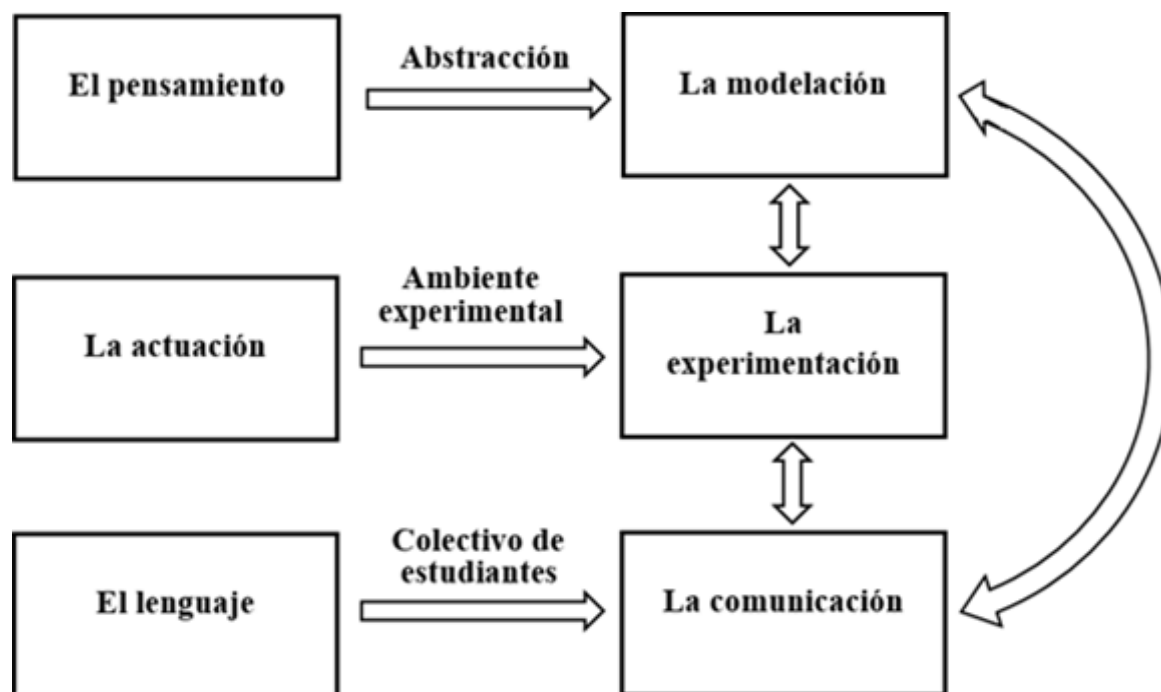 El pensamiento
Abstracción
La modelación
La actuación
Ambiente
experimental
La
experimentación
El lenguaje
Colectivo de
estudiantes
La comunicación